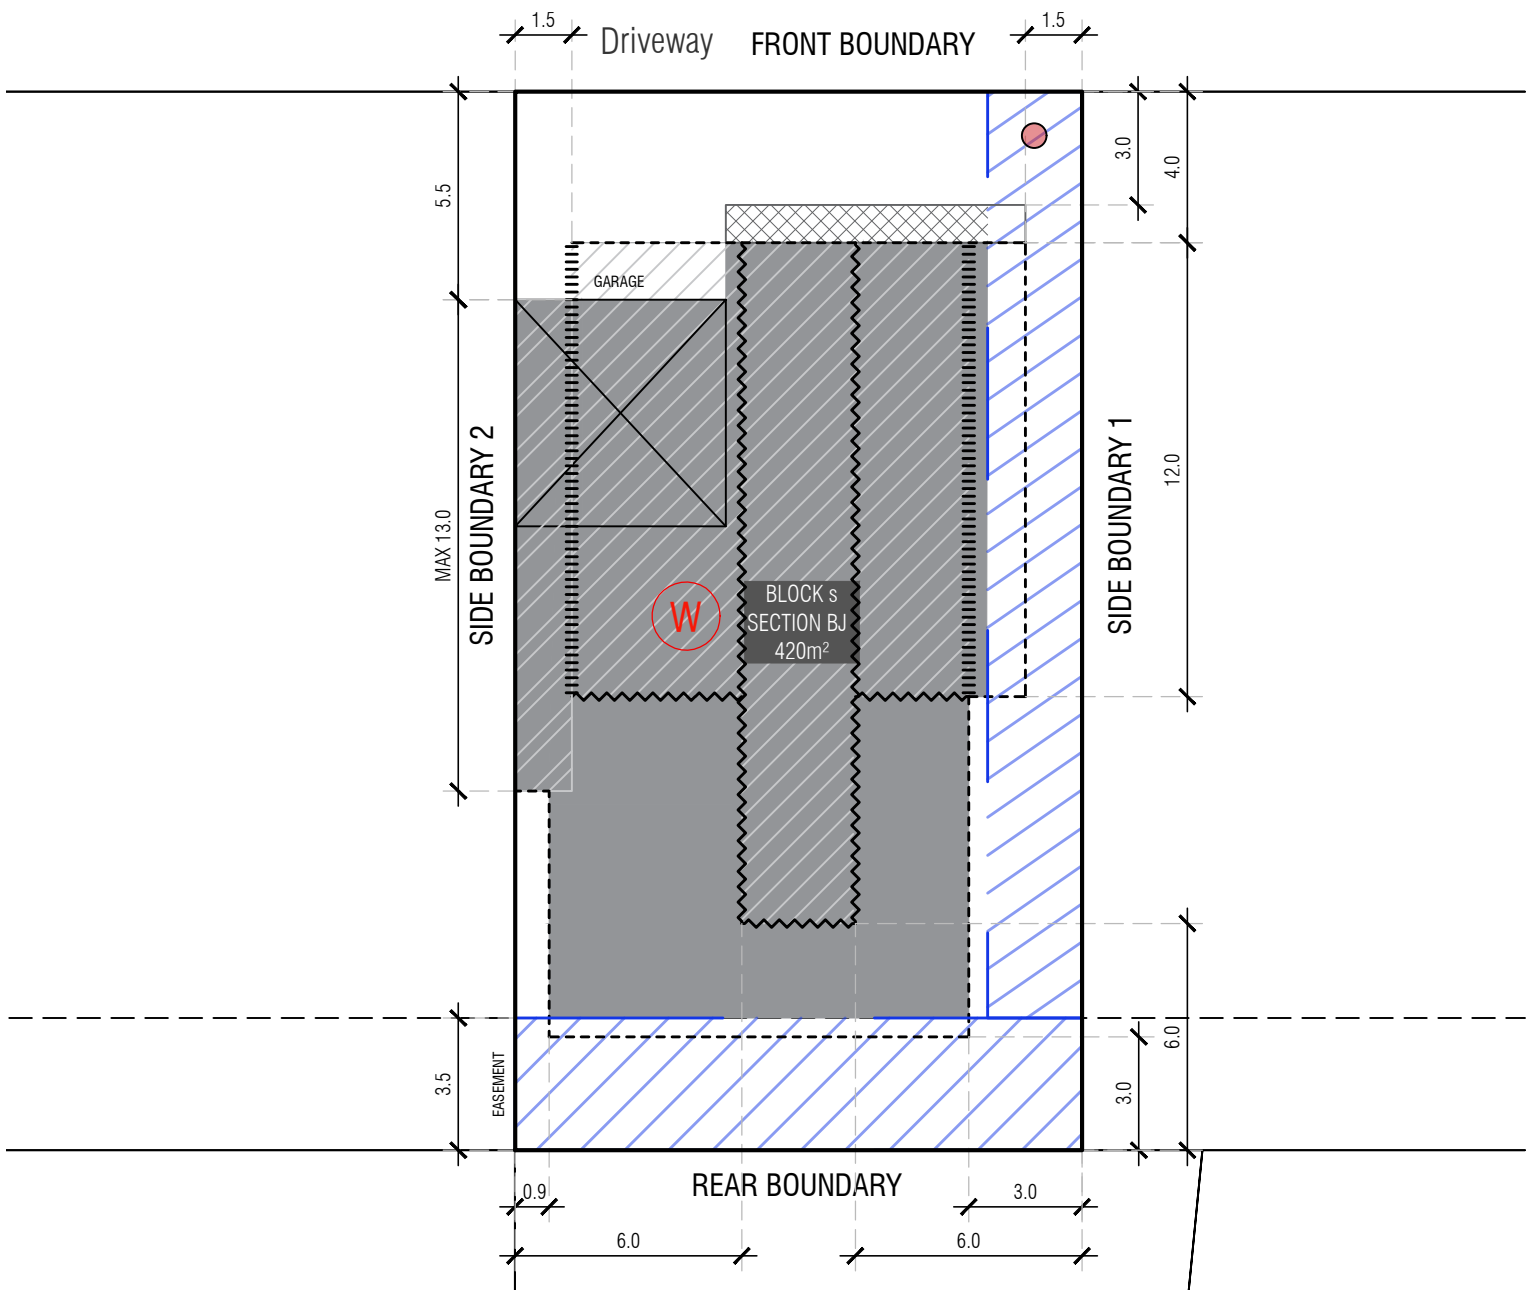 1.5
Driveway
FRONT BOUNDARY
1.5
5.5
3.0
4.0
GARAGE
MAX 13.0
SIDE BOUNDARY 2
SIDE BOUNDARY 1
12.0
W
BLOCK s
SECTION BJ
420m²
3.5
EASEMENT
6.0
3.0
REAR BOUNDARY
0.9
3.0
6.0
6.0